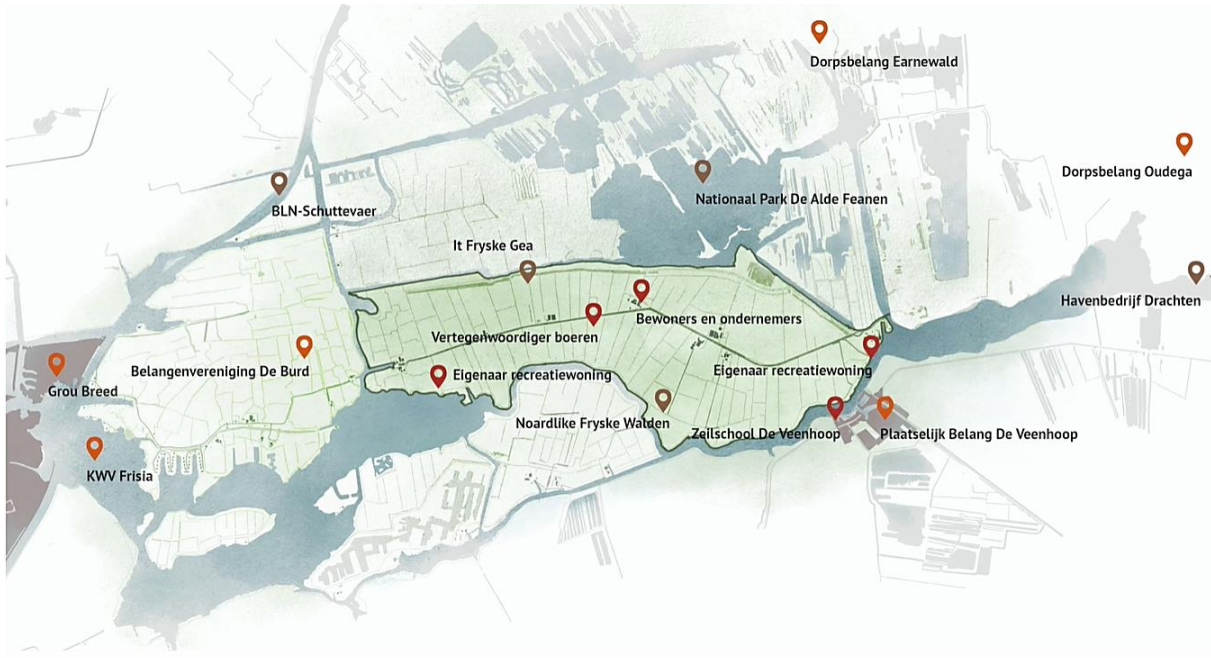 Dorpsbelang Earnewald
Dorpsbelang Oudega
Nationaal Park De Alde Feanen
BLN-Schuttevaer
It Fryske Gea
Havenbedrijf Drachten
Bewoners en ondernemers
Vertegenwoordiger boeren
Belangenvereniging De Burd
Eigenaar recreatiewoning
Eigenaar recreatiewoning
Grou Breed
Noardlike Fryske Walden
Zeilschool De Veenhoop
Plaatselijk Belang De Veenhoop
KWV Frisia